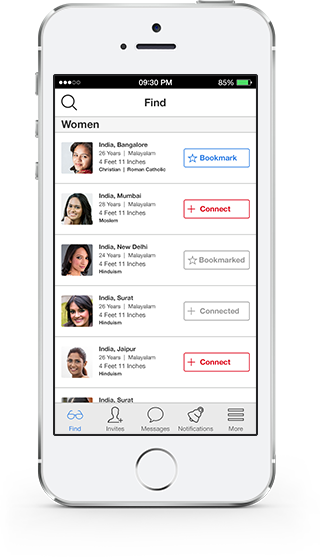 09:30 PM
85%
Find
Women
India, Bangalore
26 Years | Malayalam
4 Feet 11 Inches
Christian | Roman Catholic
Bookmark
India, Mumbai
28 Years | Malayalam
4 Feet 11 Inches
Moslem
Connect
India, New Delhi
24 Years | Malayalam
4 Feet 11 Inches
Hinduism
Bookmarked
India, Surat
26 Years | Malayalam
4 Feet 11 Inches
Hinduism
Connected
India, Jaipur
26 Years | Malayalam
4 Feet 11 Inches
Hinduism
Connect
India, Surat
Find
Invites
Messages
Notifications
More